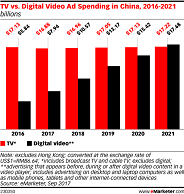 TV vs. Digital Video Ad Spending in China, 2016-2021
billions
2016 2017 2018 2019 2020 2021
TV* Digital video**
Note: excludes Hong Kong; converted at the exchange rate of
US$1=RMB6.64; *includes broadcast TV and cable TV; excludes digital;
**advertising that appears before, during or after digital video content in a
video player; includes advertising on desktop and laptop computers as well
as mobile phones, tablets and other internet-connected devices
Source: eMarketer, Sep 2017
www.eMarketer.com